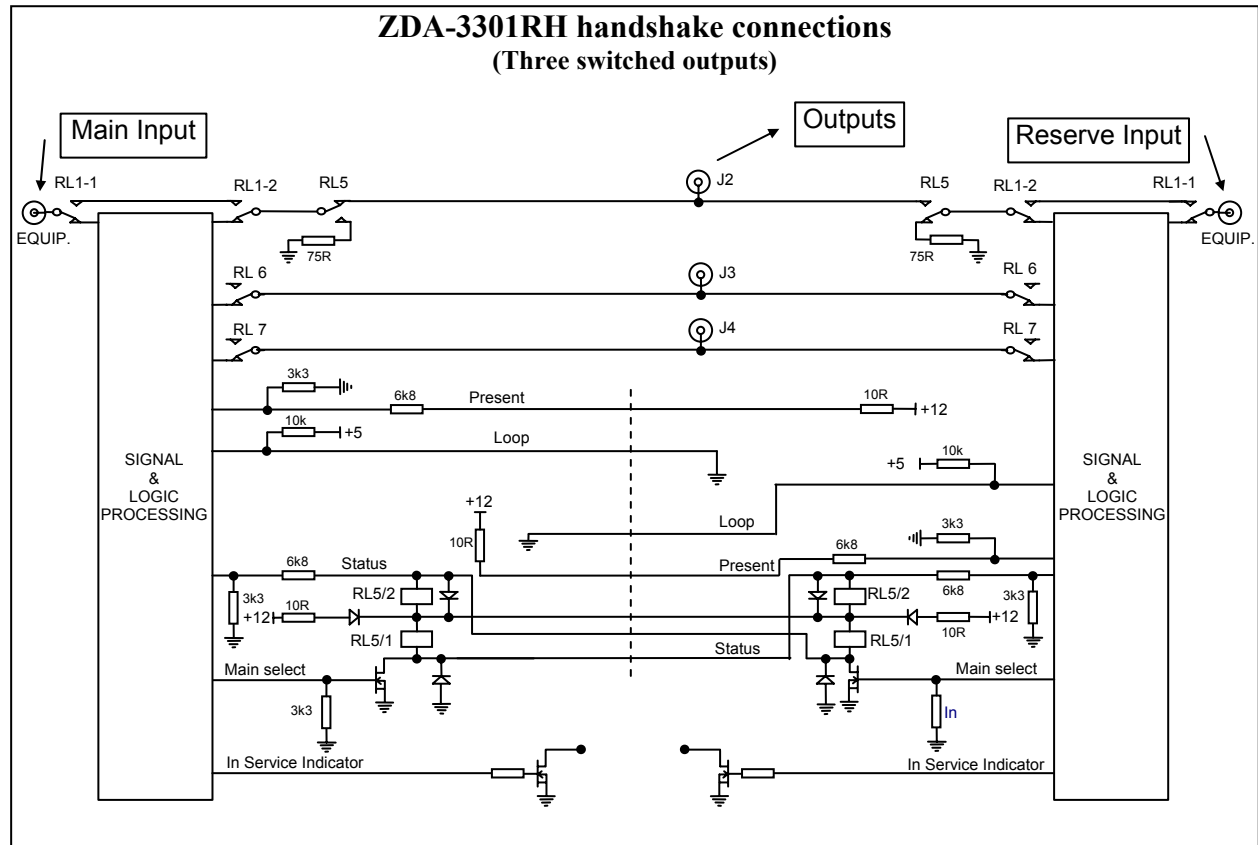 ZDA-3301RH handshake connections
(Three switched outputs)
Main Input
Outputs
Reserve Input
RL1-1
RL1-2
RL5
J2
RL5
RL1-2
RL1-1
EQUIP.
75R
75R
EQUIP.
RL 6
J3
RL 6
RL 7
J4
RL 7
3k3
6k8
Present
10R
+12
10k
+5
Loop
SIGNAL
&
LOGIC
PROCESSING
+5
10k
SIGNAL
&
LOGIC
PROCESSING
+12
10R
Loop
3k3
6k8
Present
6k8
Status
3k3
+12
10R
RL5/2
RL5/1
RL5/2
RL5/1
6k8
3k3
+12
10R
Status
Main select
3k3
Main select
In
In Service Indicator
In Service Indicator